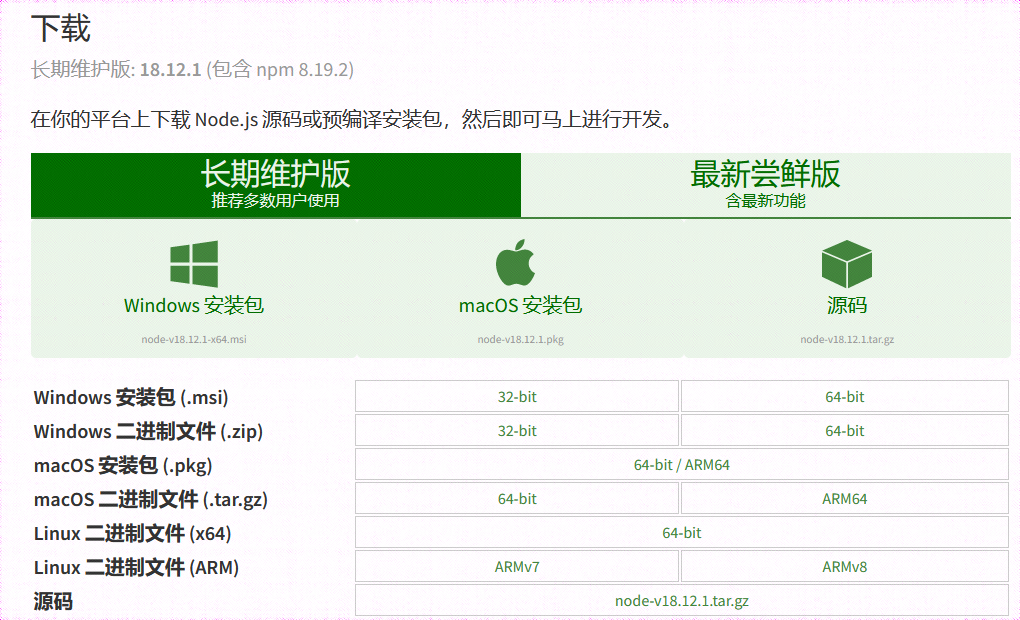 下载
长期维护版: 18.12.1 (包含 npm 8.19.2)
在你的平台上下载 Node.js 源码或预编译安装包，然后即可马上进行开发。
长期维护版
推荐多数用户使用
最新尝鲜版
含最新功能
Windows 安装包
node-v18.12.1-x64.msi
macOS 安装包
node-v18.12.1.pkg
源码
node-v18.12.1.tar.gz
Windows 安装包 (.msi) 32-bit 64-bit
Windows 二进制文件 (.zip) 32-bit 64-bit
macOS 安装包 (.pkg) 64-bit / ARM64
macOS 二进制文件 (.tar.gz) 64-bit ARM64
Linux 二进制文件 (x64) 64-bit
Linux 二进制文件 (ARM) ARMv7 ARMv8
源码 node-v18.12.1.tar.gz